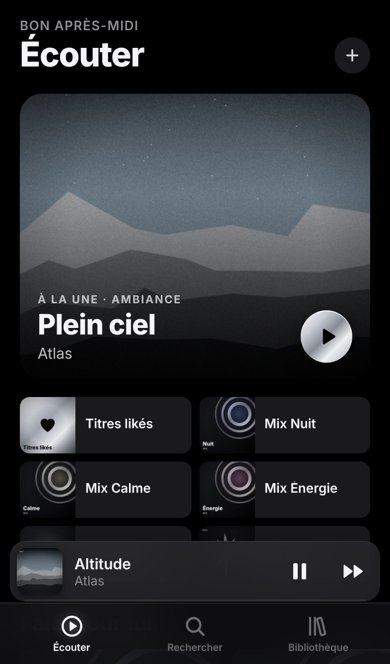 BON APRÈS-MIDI
Écouter
À LA UNE · AMBIANCE
Plein ciel
Atlas
Titres likés
Titres likés
Nuit
Mix Nuit
Calme
Mix Calme
Énergie
Mix Énergie
Altitude
Atlas
Écouter
Rechercher
Bibliothèque